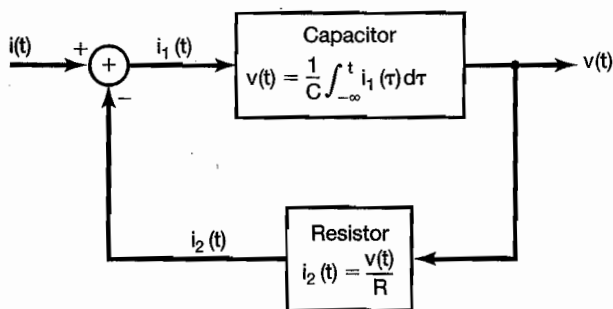 i(t) + + i₁(t)
−
Capacitor
v(t) = 1/C ∫_{-∞}^{t} i₁(τ)dτ
v(t)
i₂(t)
Resistor
i₂(t) = v(t)/R